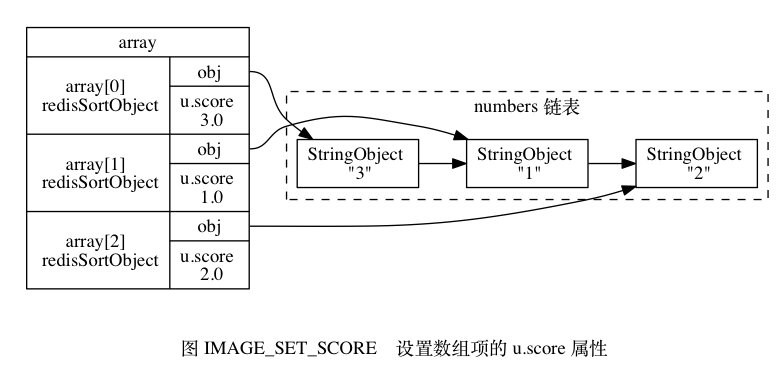 array
array[0]
redisSortObject
obj
u.score
3.0
array[1]
redisSortObject
obj
u.score
1.0
array[2]
redisSortObject
obj
u.score
2.0
numbers 链表
StringObject
"3"
StringObject
"1"
StringObject
"2"
图 IMAGE_SET_SCORE 设置数组项的 u.score 属性